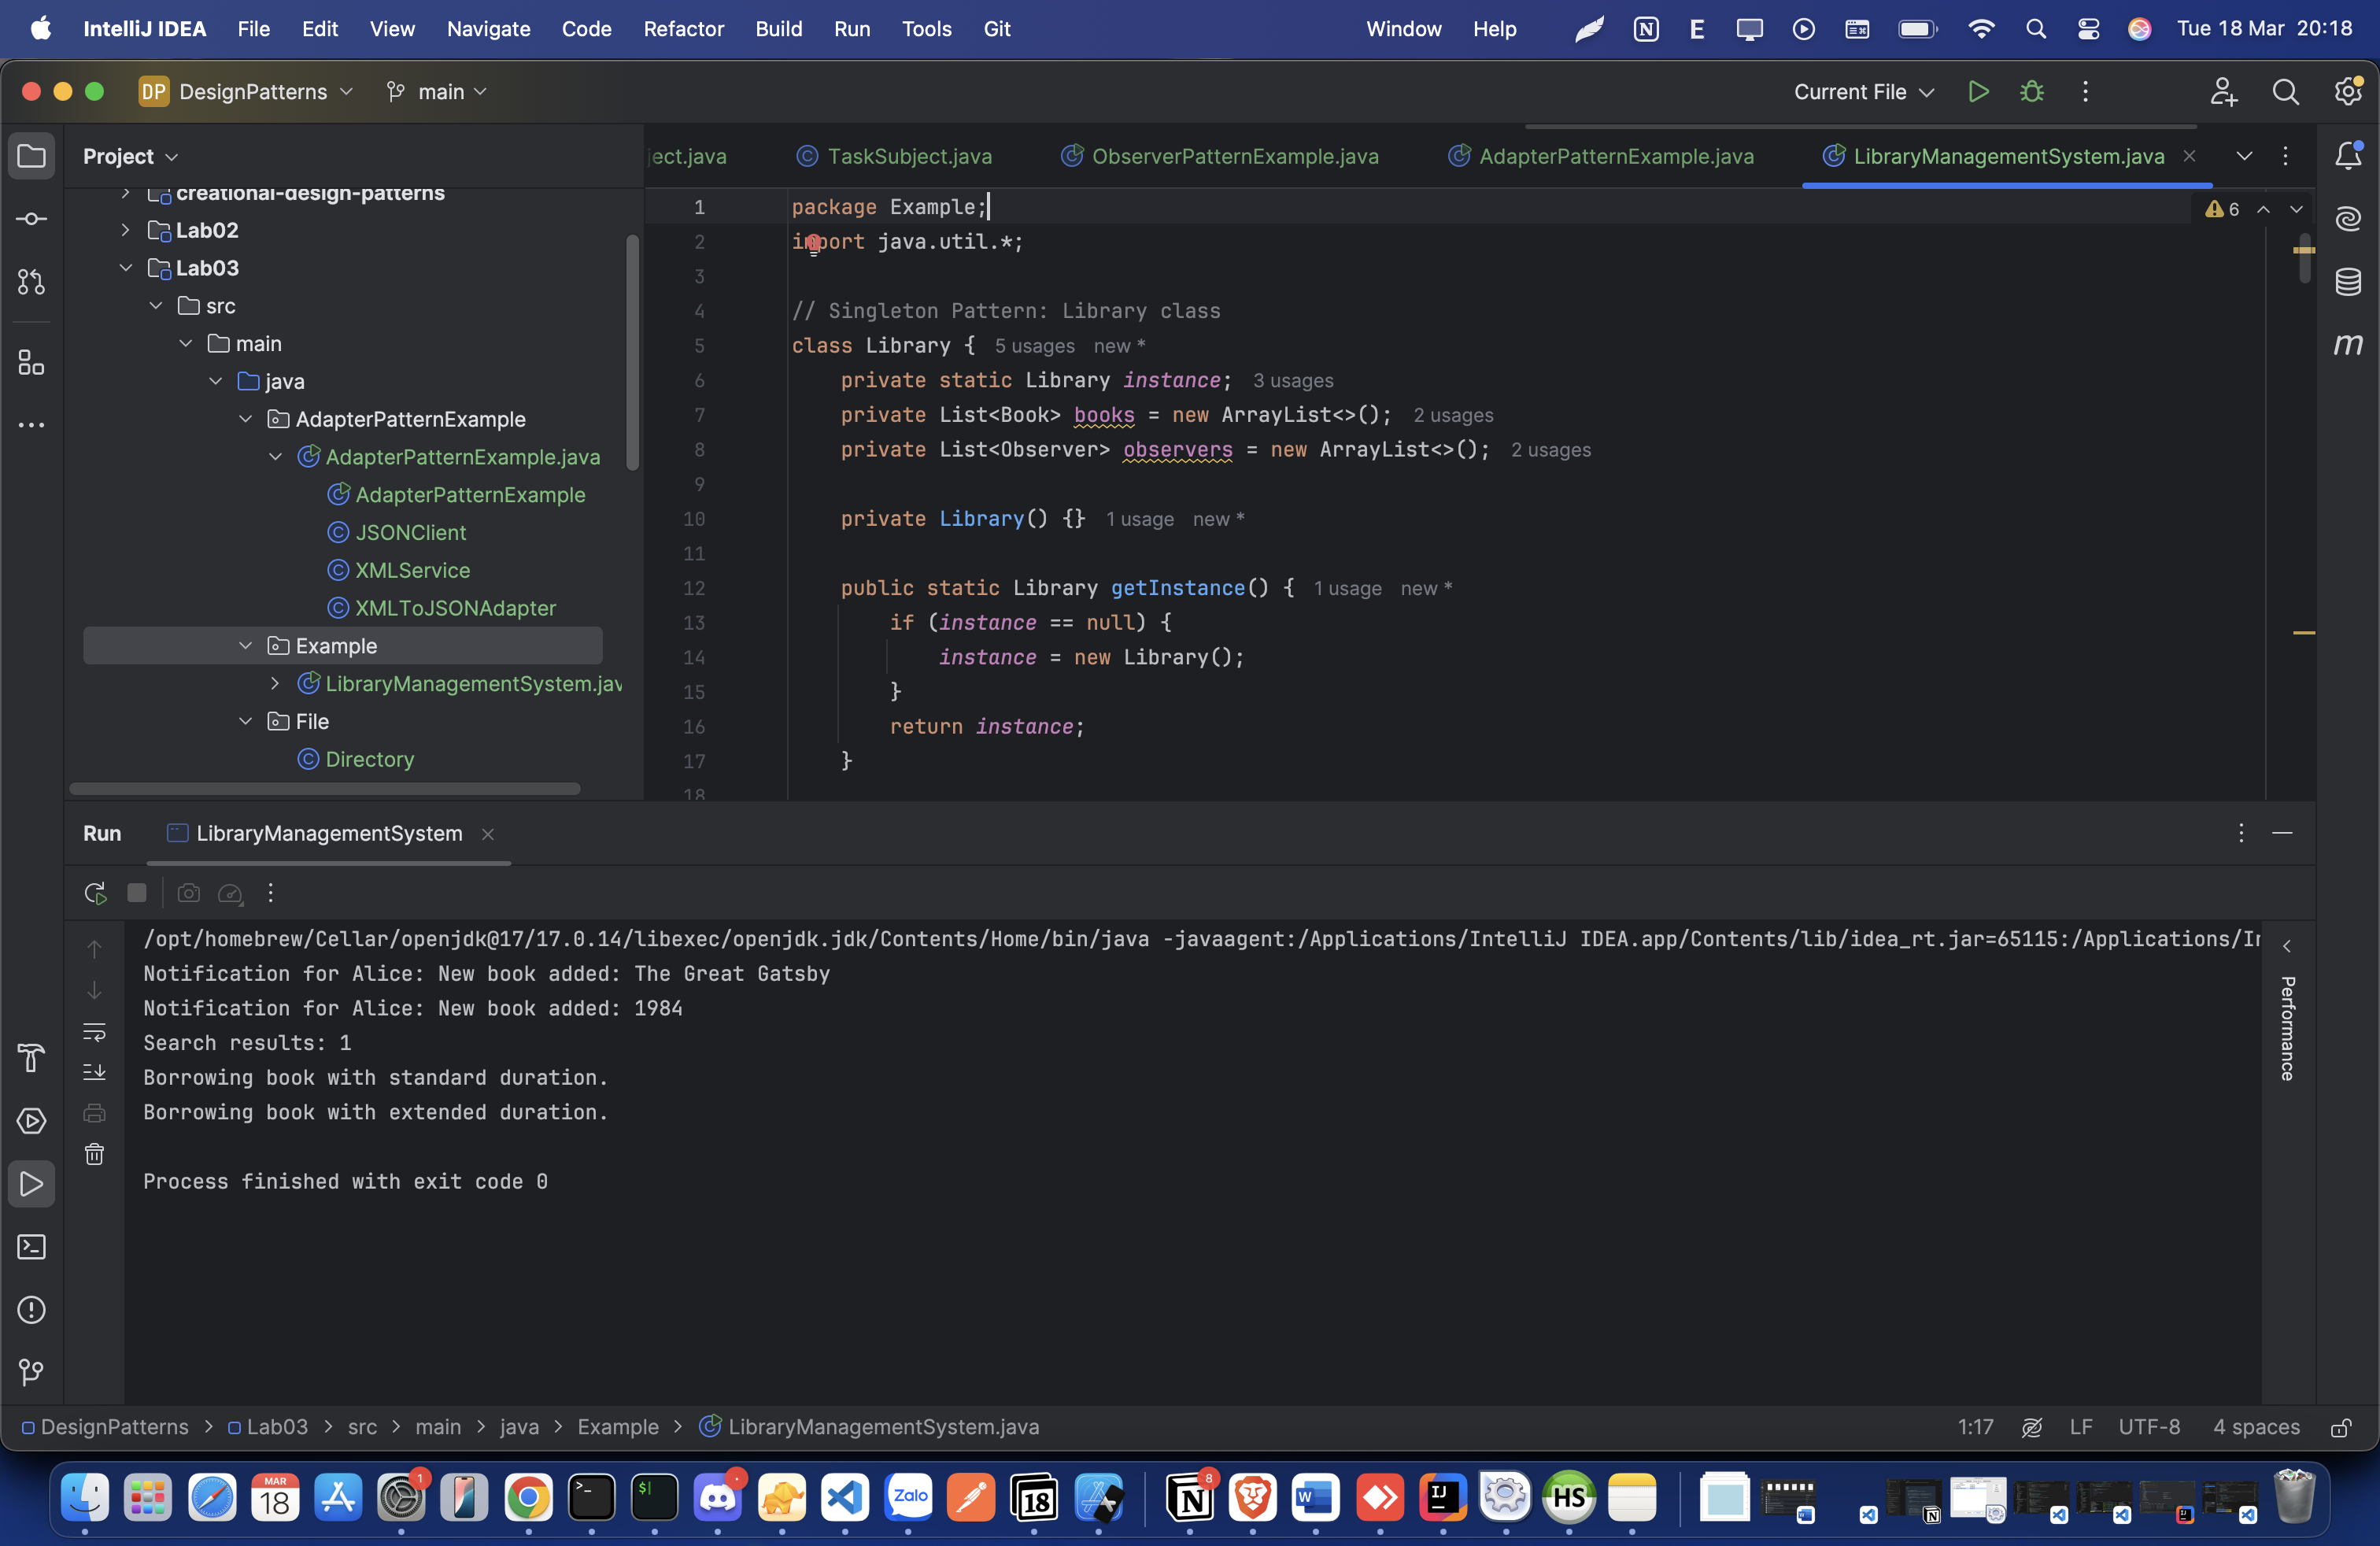 IntelliJ IDEA File Edit View Navigate Code Refactor Build Run Tools Git Window Help E Tue 18 Mar 20:18
DP DesignPatterns main Current File
Project
ject.java TaskSubject.java ObserverPatternExample.java AdapterPatternExample.java LibraryManagementSystem.java
creational-design-patterns
Lab02
Lab03
src
main
java
AdapterPatternExample
AdapterPatternExample.java
AdapterPatternExample
JSONClient
XMLService
XMLToJSONAdapter
Example
LibraryManagementSystem.jav
File
Directory
6
1 package Example;
2 import java.util.*;
3
4 // Singleton Pattern: Library class
5 class Library { 5 usages new *
6 private static Library instance; 3 usages
7 private List<Book> books = new ArrayList<>(); 2 usages
8 private List<Observer> observers = new ArrayList<>(); 2 usages
9
10 private Library() {} 1 usage new *
11
12 public static Library getInstance() { 1 usage new *
13 if (instance == null) {
14 instance = new Library();
15 }
16 return instance;
17 }
18
m
Run LibraryManagementSystem
/opt/homebrew/Cellar/openjdk@17/17.0.14/libexec/openjdk.jdk/Contents/Home/bin/java -javaagent:/Applications/IntelliJ IDEA.app/Contents/lib/idea_rt.jar=65115:/Applications/In
Notification for Alice: New book added: The Great Gatsby
Notification for Alice: New book added: 1984
Search results: 1
Borrowing book with standard duration.
Borrowing book with extended duration.
Process finished with exit code 0
Performance
DesignPatterns > Lab03 > src > main > java > Example > LibraryManagementSystem.java 1:17 LF UTF-8 4 spaces
MAR
18
1
Zalo
18
8
W
IJ
HS